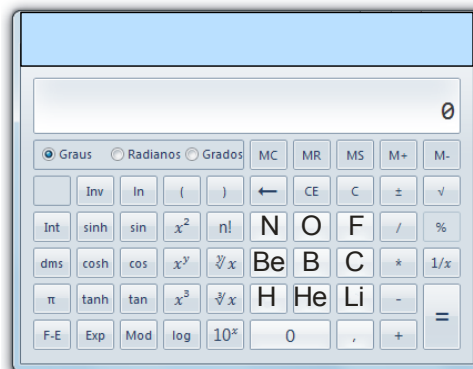 0
Graus Radianos Grados MC MR MS M+ M-
Inv ln ( ) ← CE C ± √
Int sinh sin x² n! N O F / %
dms cosh cos xʸ ʸ√x Be B C * 1/x
π tanh tan x³ ³√x H He Li - =
F-E Exp Mod log 10ˣ 0 , +